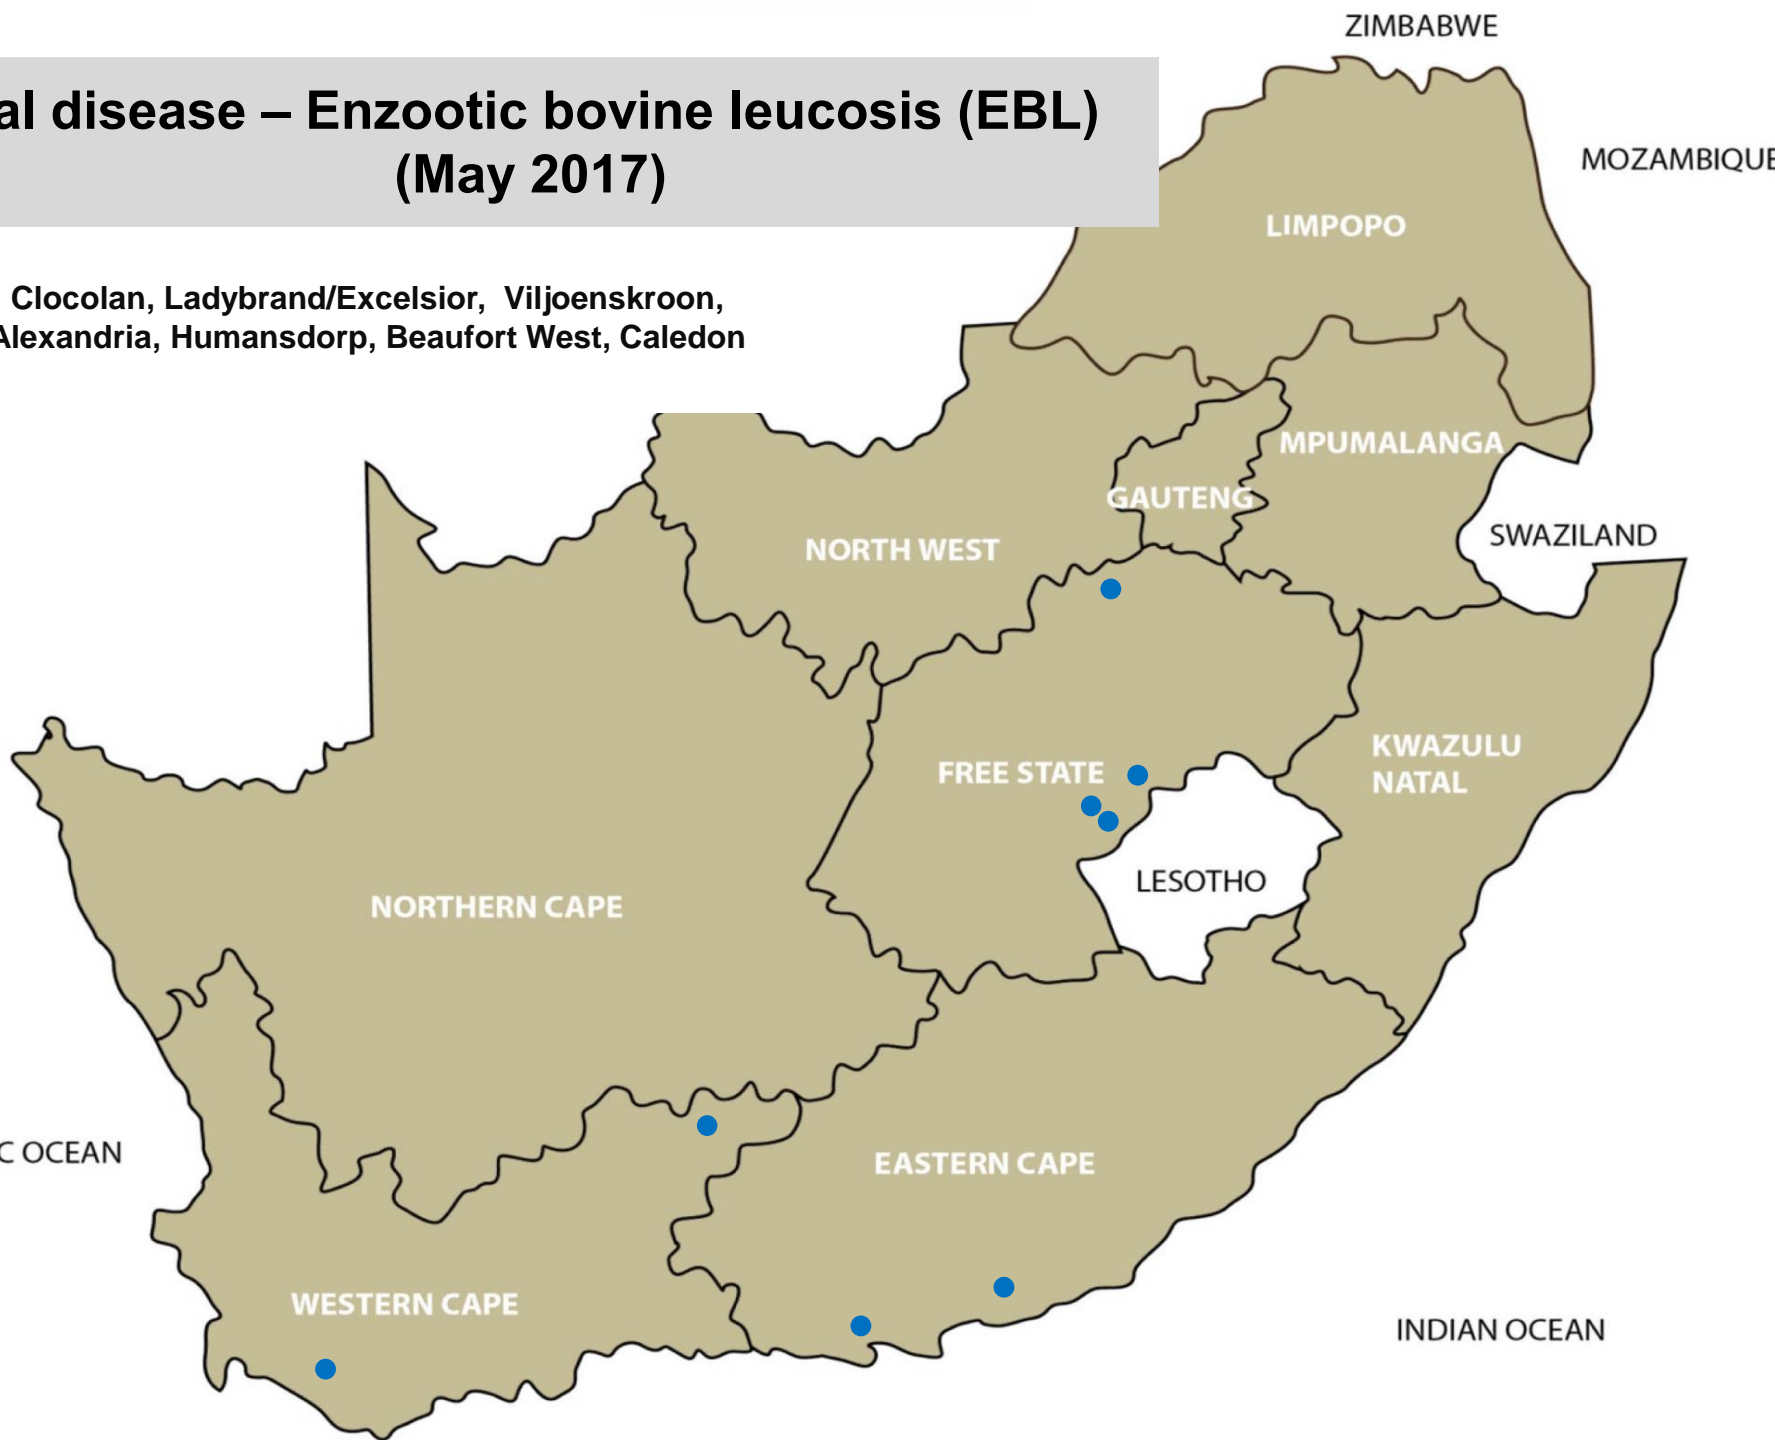 ZIMBABWE
al disease – Enzootic bovine leucosis (EBL)
(May 2017)
MOZAMBIQUE
LIMPOPO
Clocolan, Ladybrand/Excelsior, Viljoenskroon,
Alexandria, Humansdorp, Beaufort West, Caledon
MPUMALANGA
GAUTENG
SWAZILAND
NORTH WEST
KWAZULU
NATAL
FREE STATE
LESOTHO
NORTHERN CAPE
C OCEAN
EASTERN CAPE
WESTERN CAPE
INDIAN OCEAN